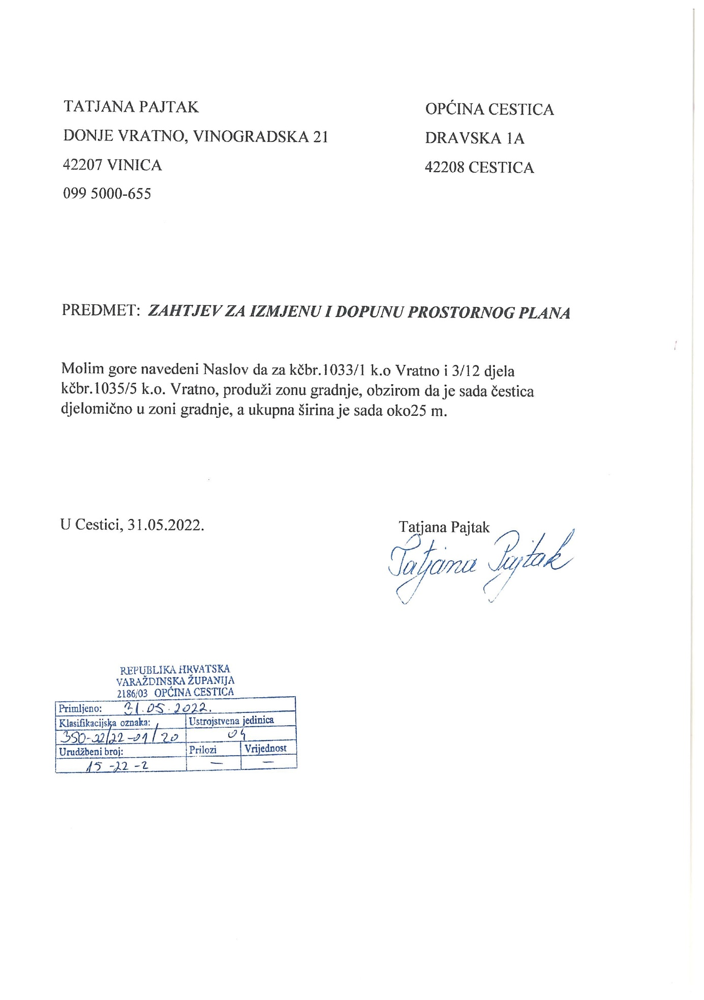 TATJANA PAJTAK
DONJE VRATNO, VINOGRADSKA 21
42207 VINICA
099 5000-655
OPĆINA CESTICA
DRAVSKA 1A
42208 CESTICA
PREDMET: ZAHTJEV ZA IZMJENU I DOPUNU PROSTORNOG PLANA
Molim gore navedeni Naslov da za kčbr.1033/1 k.o Vratno i 3/12 djela
kčbr.1035/5 k.o. Vratno, produži zonu gradnje, obzirom da je sada čestica
djelomično u zoni gradnje, a ukupna širina je sada oko25 m.
U Cestici, 31.05.2022.
Tatjana Pajtak
Tatjana Pajtak
REPUBLIKA HRVATSKA
VARAŽDINSKA ŽUPANIJA
2186/03 OPĆINA CESTICA
Primljeno: 31.05.2022.
Klasifikacijska oznaka: Ustrojstvena jedinica
350-02/22-01/20 04
Urudžbeni broj: Prilozi Vrijednost
15-22-2 — —